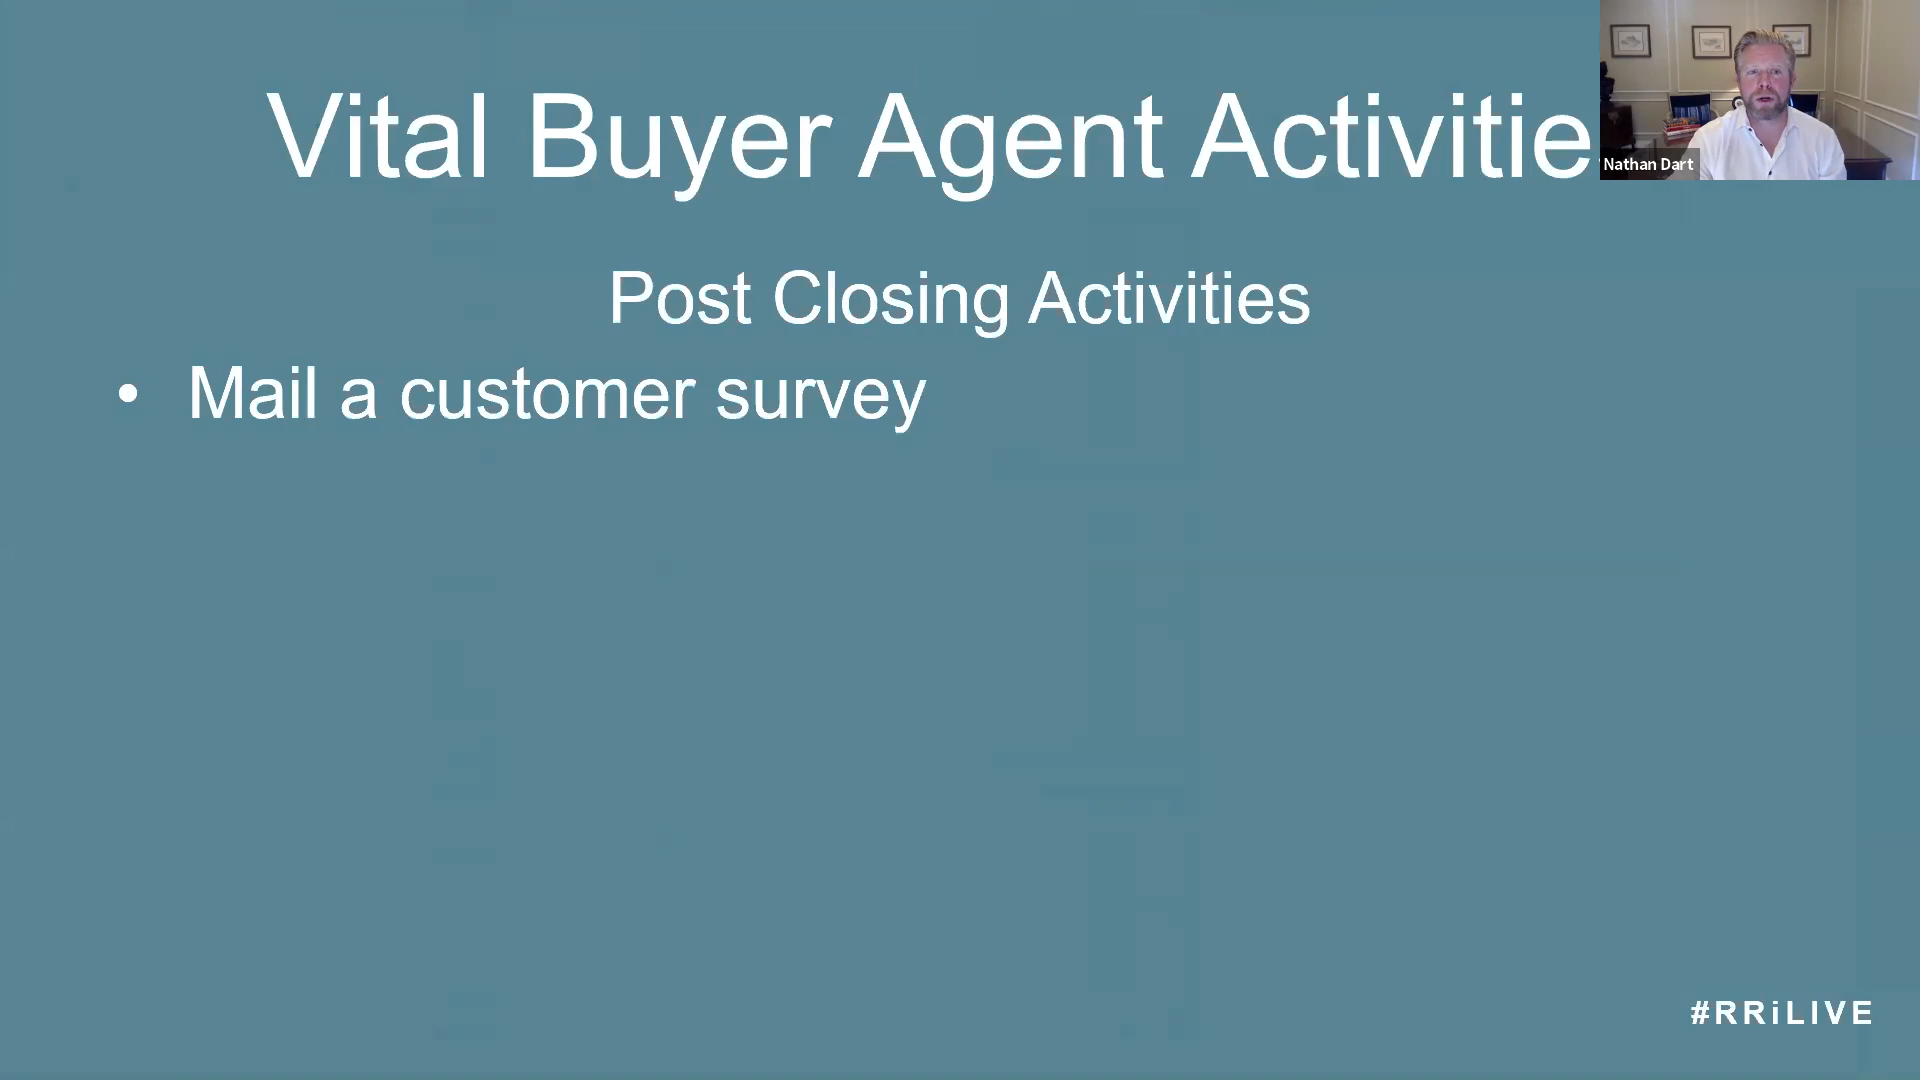 Vital Buyer Agent Activitie
Nathan Dart
Post Closing Activities
• Mail a customer survey
#RRiLIVE